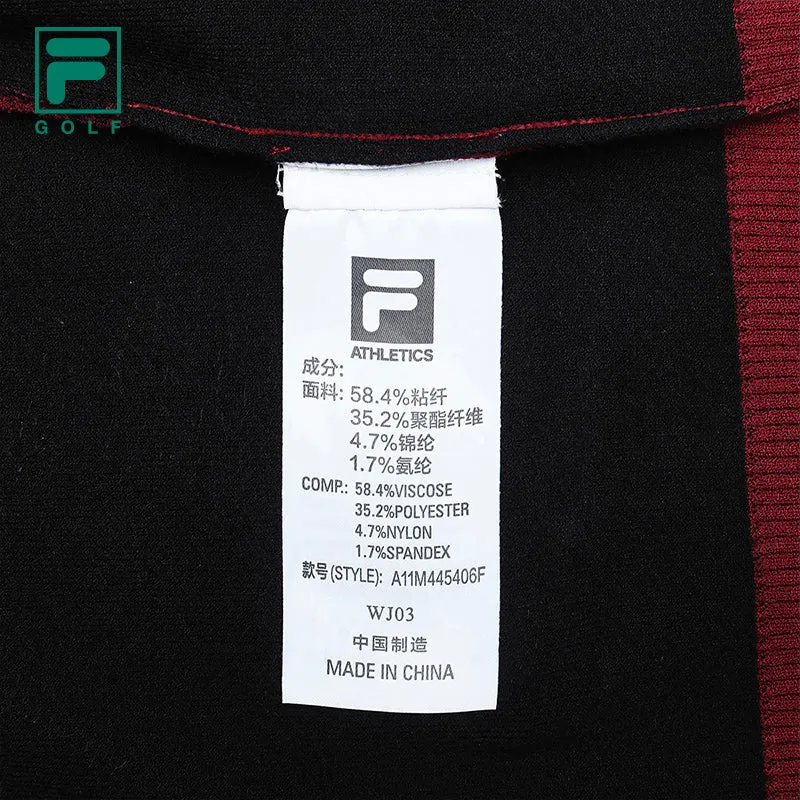 F
GOLF
F
ATHLETICS
成分:
面料: 58.4%粘纤
35.2%聚酯纤维
4.7%锦纶
1.7%氨纶
COMP.: 58.4%VISCOSE
35.2%POLYESTER
4.7%NYLON
1.7%SPANDEX
款号(STYLE): A11M445406F
WJ03
中国制造
MADE IN CHINA